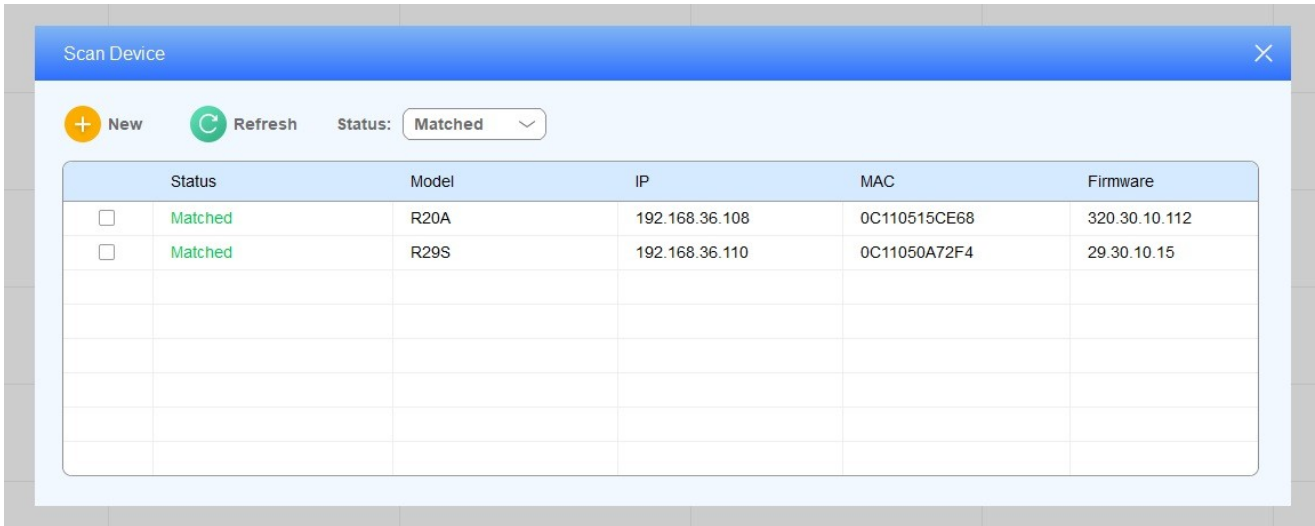 Scan Device
New Refresh Status: Matched
Status Model IP MAC Firmware
Matched R20A 192.168.36.108 0C110515CE68 320.30.10.112
Matched R29S 192.168.36.110 0C11050A72F4 29.30.10.15